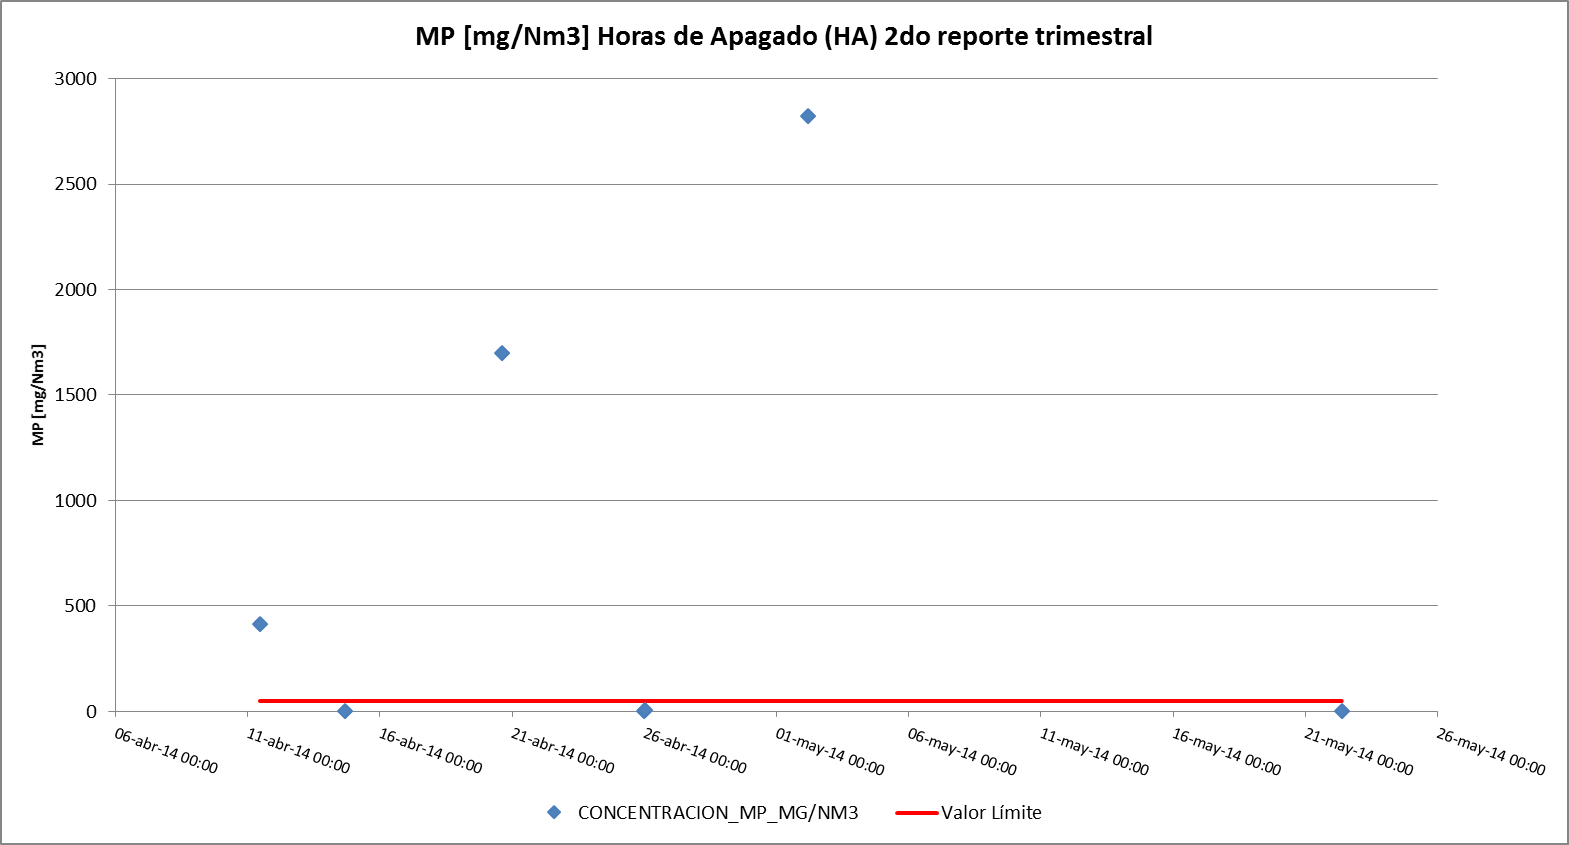 MP [mg/Nm3] Horas de Apagado (HA) 2do reporte trimestral
3000
2500
2000
1500
1000
500
0
MP [mg/Nm3]
06-abr-14 00:00
11-abr-14 00:00
16-abr-14 00:00
21-abr-14 00:00
26-abr-14 00:00
01-may-14 00:00
06-may-14 00:00
11-may-14 00:00
16-may-14 00:00
21-may-14 00:00
26-may-14 00:00
CONCENTRACION_MP_MG/NM3
Valor Límite